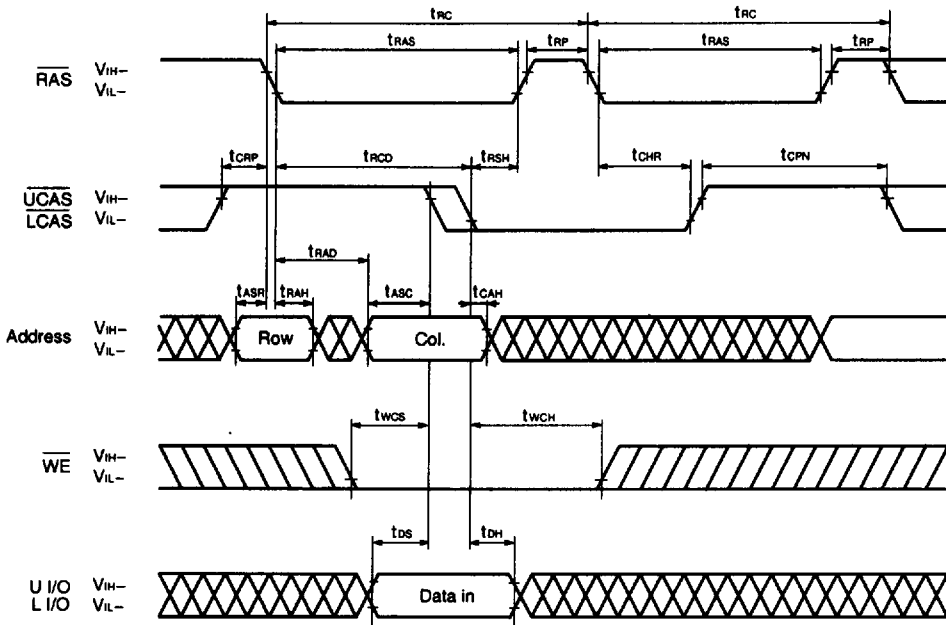 tRC tRC
tRAS tRP tRAS tRP
RAS VIH–
VIL–
tCRP tRCD tRSH tCHR tCPN
UCAS VIH–
LCAS VIL–
tRAD
tASR tRAH tASC tCAH
Address VIH–
VIL–
Row Col.
tWCS tWCH
WE VIH–
VIL–
tDS tDH
U I/O VIH–
L I/O VIL–
Data in